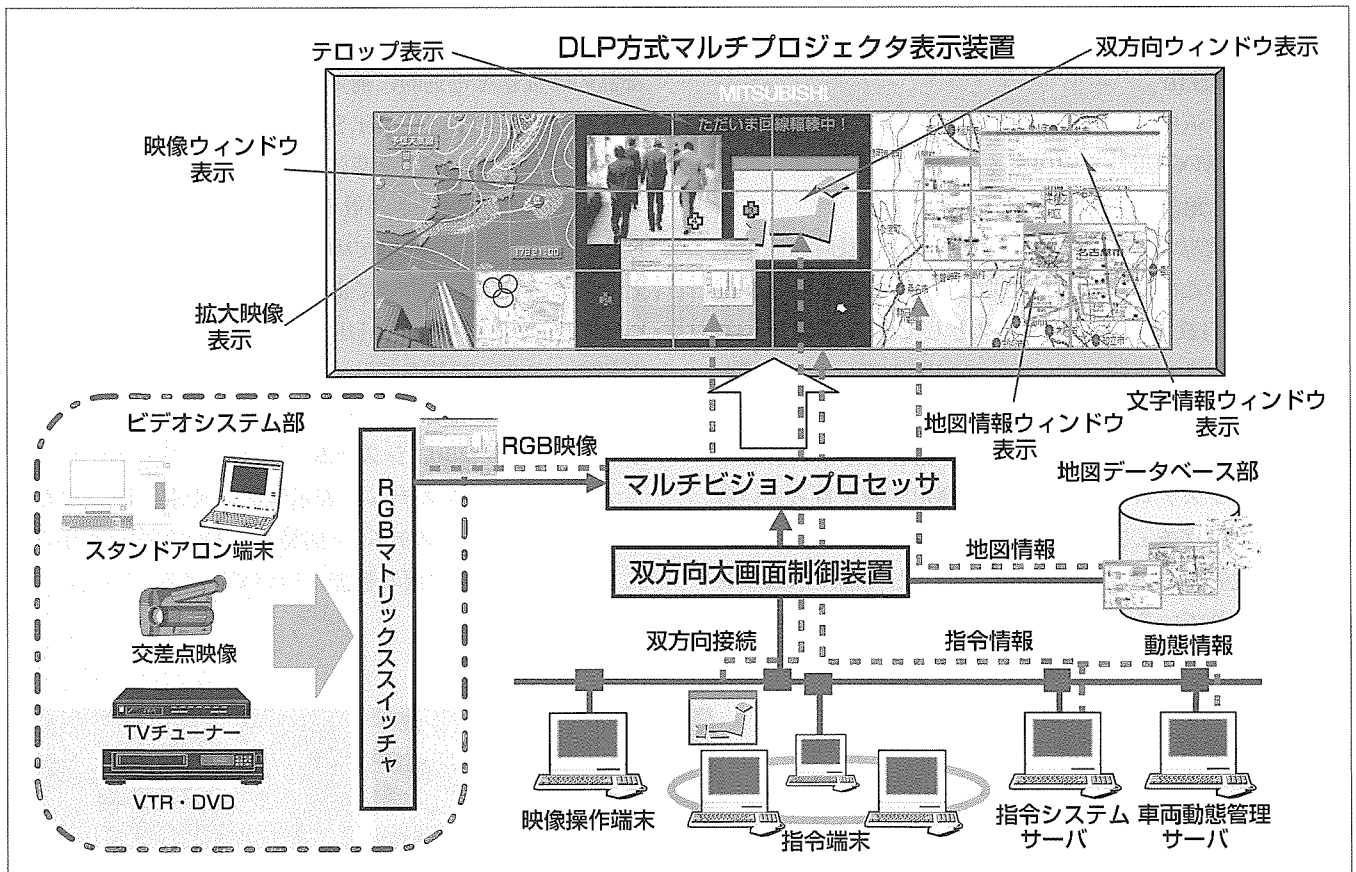 テロップ表示
DLP方式マルチプロジェクタ表示装置
双方向ウィンドウ表示
MITSUBISHI
ただいま回線輻輳中！
映像ウィンドウ
表示
17日21:00
名古屋市
拡大映像
表示
文字情報ウィンドウ
表示
地図情報ウィンドウ
表示
ビデオシステム部
RGB映像
マルチビジョンプロセッサ
地図データベース部
スタンドアロン端末
RGBマトリックススイッチャ
双方向大画面制御装置
地図情報
交差点映像
双方向接続
指令情報
動態情報
TVチューナー
VTR・DVD
映像操作端末
指令端末
指令システム
サーバ
車両動態管理
サーバ